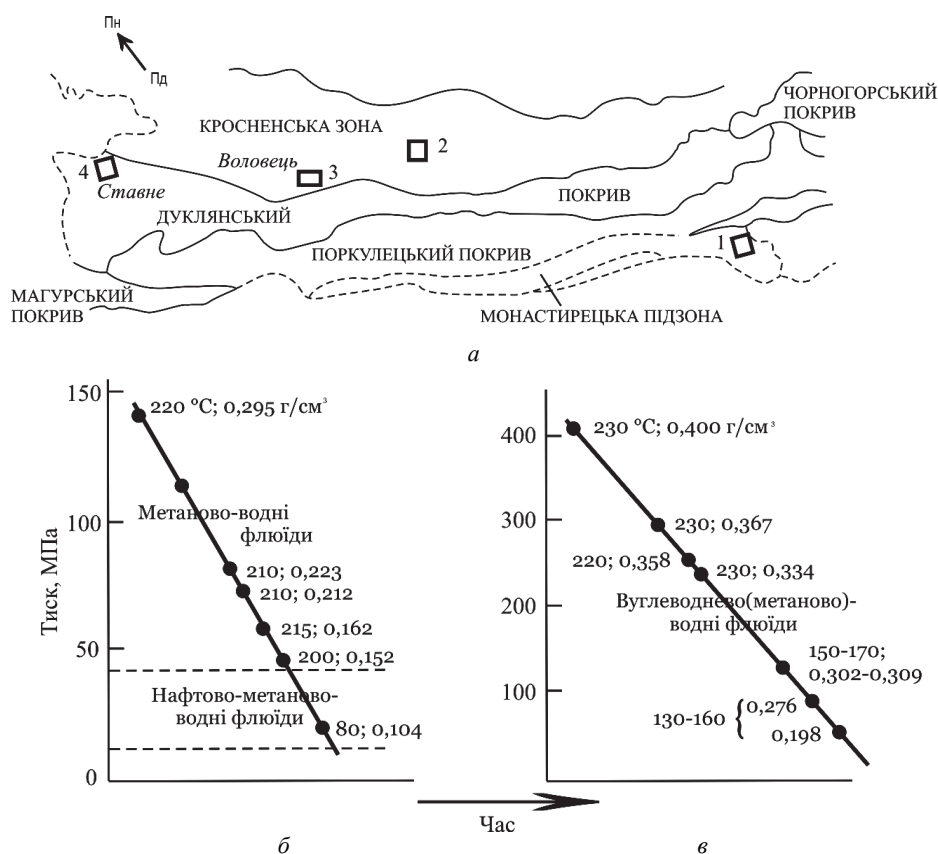 Пн
Пд
ЧОРНОГОРСЬКИЙ
ПОКРИВ
КРОСНЕНСЬКА ЗОНА
2
Воловець
3
4
Ставне
ПОКРИВ
ДУКЛЯНСЬКИЙ
1
ПОРКУЛЕЦЬКИЙ ПОКРИВ
МАГУРСЬКИЙ
ПОКРИВ
МОНАСТИРЕЦЬКА ПІДЗОНА
а
Тиск, МПа
150
100
50
0
220 °C; 0,295 г/см³
Метаново-водні
флюїди
210; 0,223
210; 0,212
215; 0,162
200; 0,152
Нафтово-метаново-
водні флюїди
80; 0,104
б
400
300
200
100
230 °C; 0,400 г/см³
230; 0,367
220; 0,358
230; 0,334
Вуглеводнево(метаново)-
водні флюїди
150-170;
0,302-0,309
130-160 {
0,276
0,198
Час
в